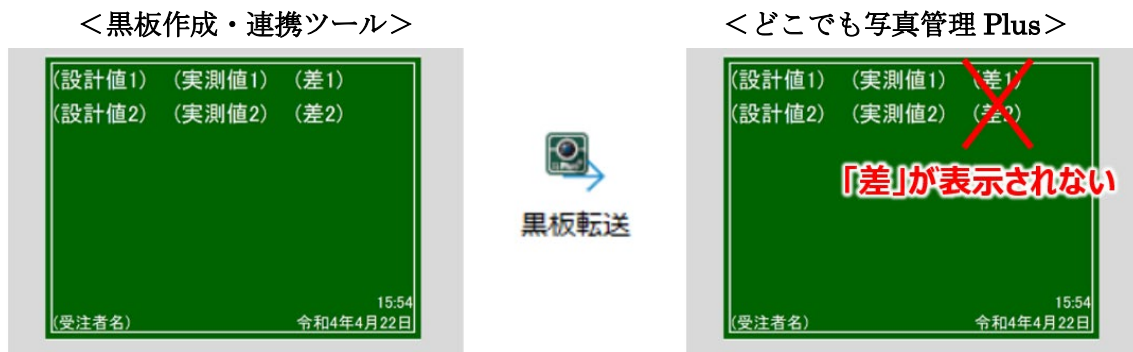 ＜黒板作成・連携ツール＞
(設計値1) (実測値1) (差1)
(設計値2) (実測値2) (差2)
15:54
(受注者名) 令和4年4月22日
黒板転送
＜どこでも写真管理 Plus＞
(設計値1) (実測値1) (差1)
(設計値2) (実測値2) (差2)
「差」が表示されない
15:54
(受注者名) 令和4年4月22日